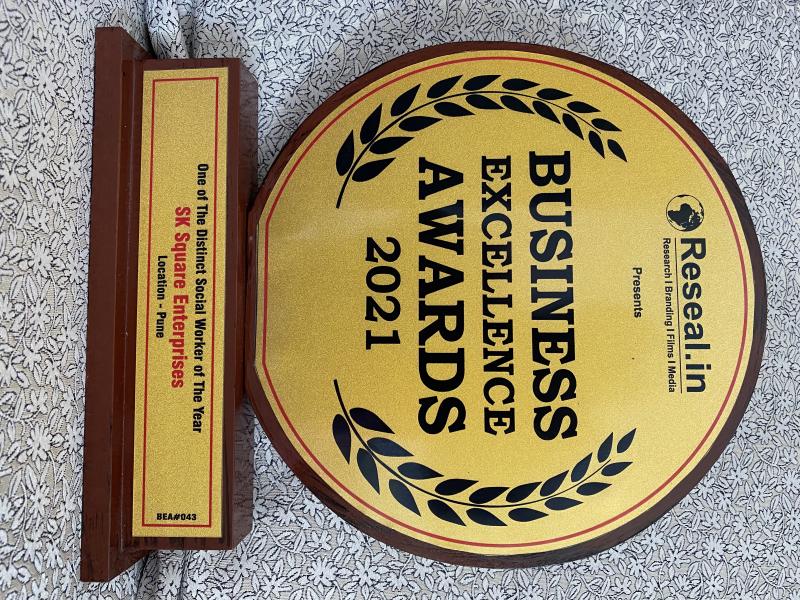 Reseal.in
Research | Branding | Films | Media
Presents
BUSINESS
EXCELLENCE
AWARDS
2021
One of The Distinct Social Worker of The Year
SK Square Enterprises
Location - Pune
BEA#043